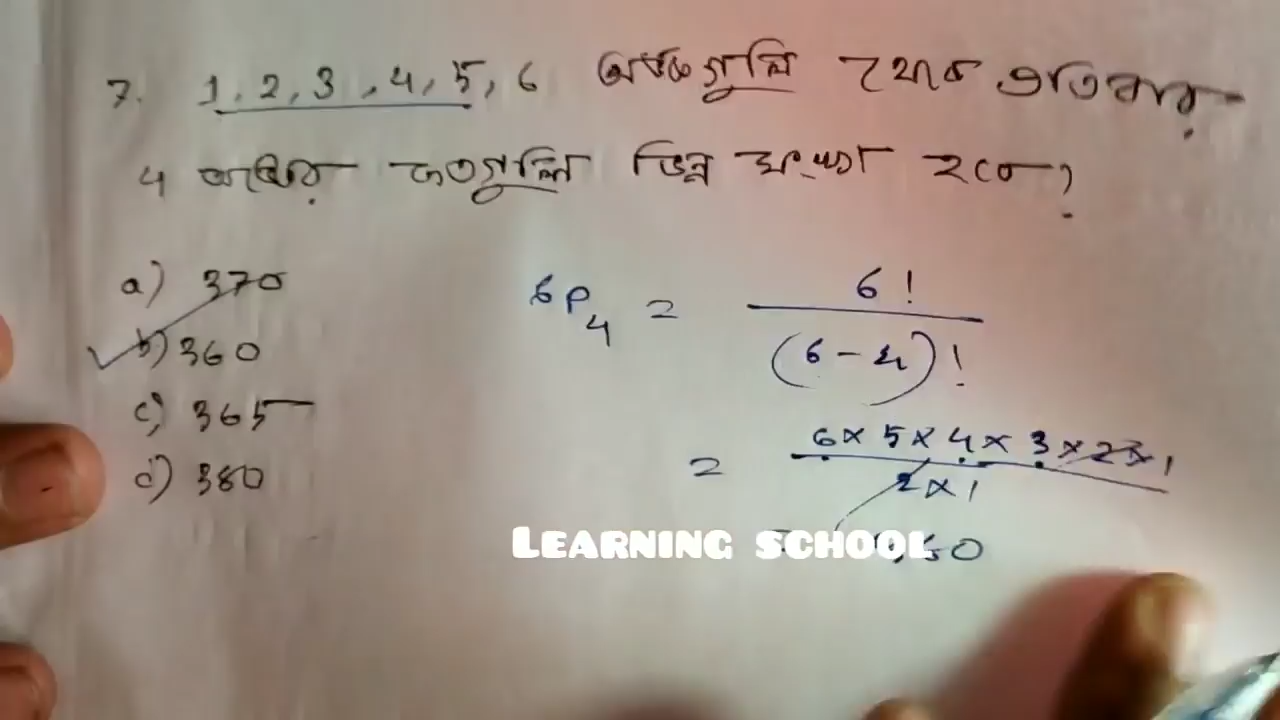 7. 1, 2, 3, 4, 5, 6 অঙ্কগুলি থেকে প্রতিবার
4 অঙ্কের কতগুলি ভিন্ন সংখ্যা হবে?
a) 370
b) 360
c) 365
d) 380
6P4 = 6! / (6-4)!
= 6 × 5 × 4 × 3 × 2 × 1 / 2 × 1
= 360
LEARNING SCHOOL